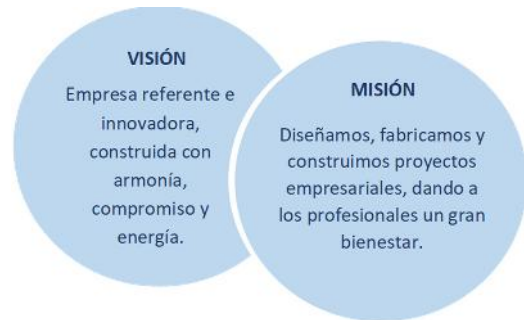 VISIÓN
Empresa referente e
innovadora,
construida con
armonía,
compromiso y
energía.
MISIÓN
Diseñamos, fabricamos y
construimos proyectos
empresariales, dando a
los profesionales un gran
bienestar.